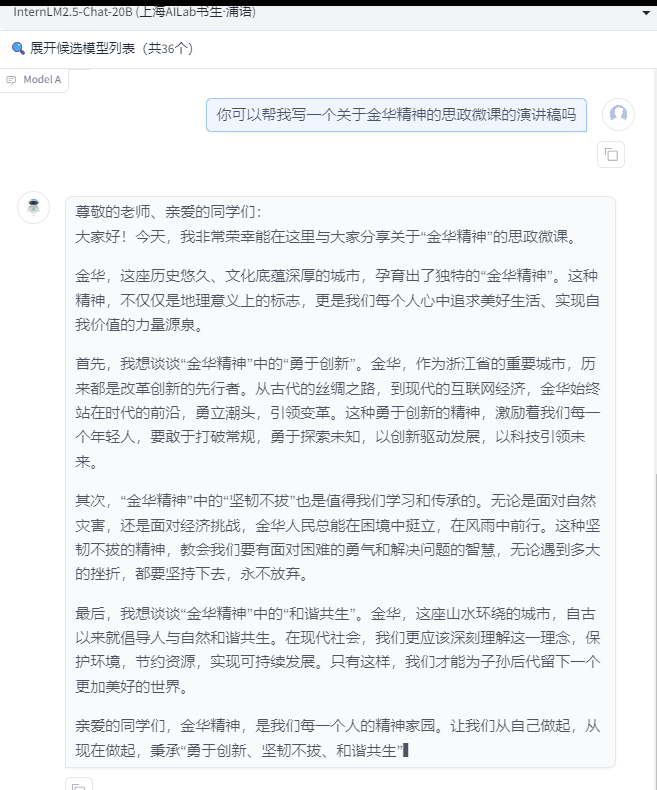 InternLM2.5-Chat-20B (上海AILab书生·浦语)
展开候选模型列表（共36个）
Model A
你可以帮我写一个关于金华精神的思政微课的演讲稿吗
尊敬的老师、亲爱的同学们：
大家好！今天，我非常荣幸能在这里与大家分享关于“金华精神”的思政微课。
金华，这座历史悠久、文化底蕴深厚的城市，孕育出了独特的“金华精神”。这种
精神，不仅仅是地理意义上的标志，更是我们每个人心中追求美好生活、实现自
我价值的力量源泉。
首先，我想谈谈“金华精神”中的“勇于创新”。金华，作为浙江省的重要城市，历
来都是改革创新的先行者。从古代的丝绸之路，到现代的互联网经济，金华始终
站在时代的前沿，勇立潮头，引领变革。这种勇于创新的精神，激励着我们每一
个年轻人，要敢于打破常规，勇于探索未知，以创新驱动发展，以科技引领未
来。
其次，“金华精神”中的“坚韧不拔”也是值得我们学习和传承的。无论是面对自然
灾害，还是面对经济挑战，金华人民总能在困境中挺立，在风雨中前行。这种坚
韧不拔的精神，教会我们要有面对困难的勇气和解决问题的智慧，无论遇到多大
的挫折，都要坚持下去，永不放弃。
最后，我想谈谈“金华精神”中的“和谐共生”。金华，这座山水环绕的城市，自古
以来就倡导人与自然和谐共生。在现代社会，我们更应该深刻理解这一理念，保
护环境，节约资源，实现可持续发展。只有这样，我们才能为子孙后代留下一个
更加美好的世界。
亲爱的同学们，金华精神，是我们每一个人的精神家园。让我们从自己做起，从
现在做起，秉承“勇于创新、坚韧不拔、和谐共生”